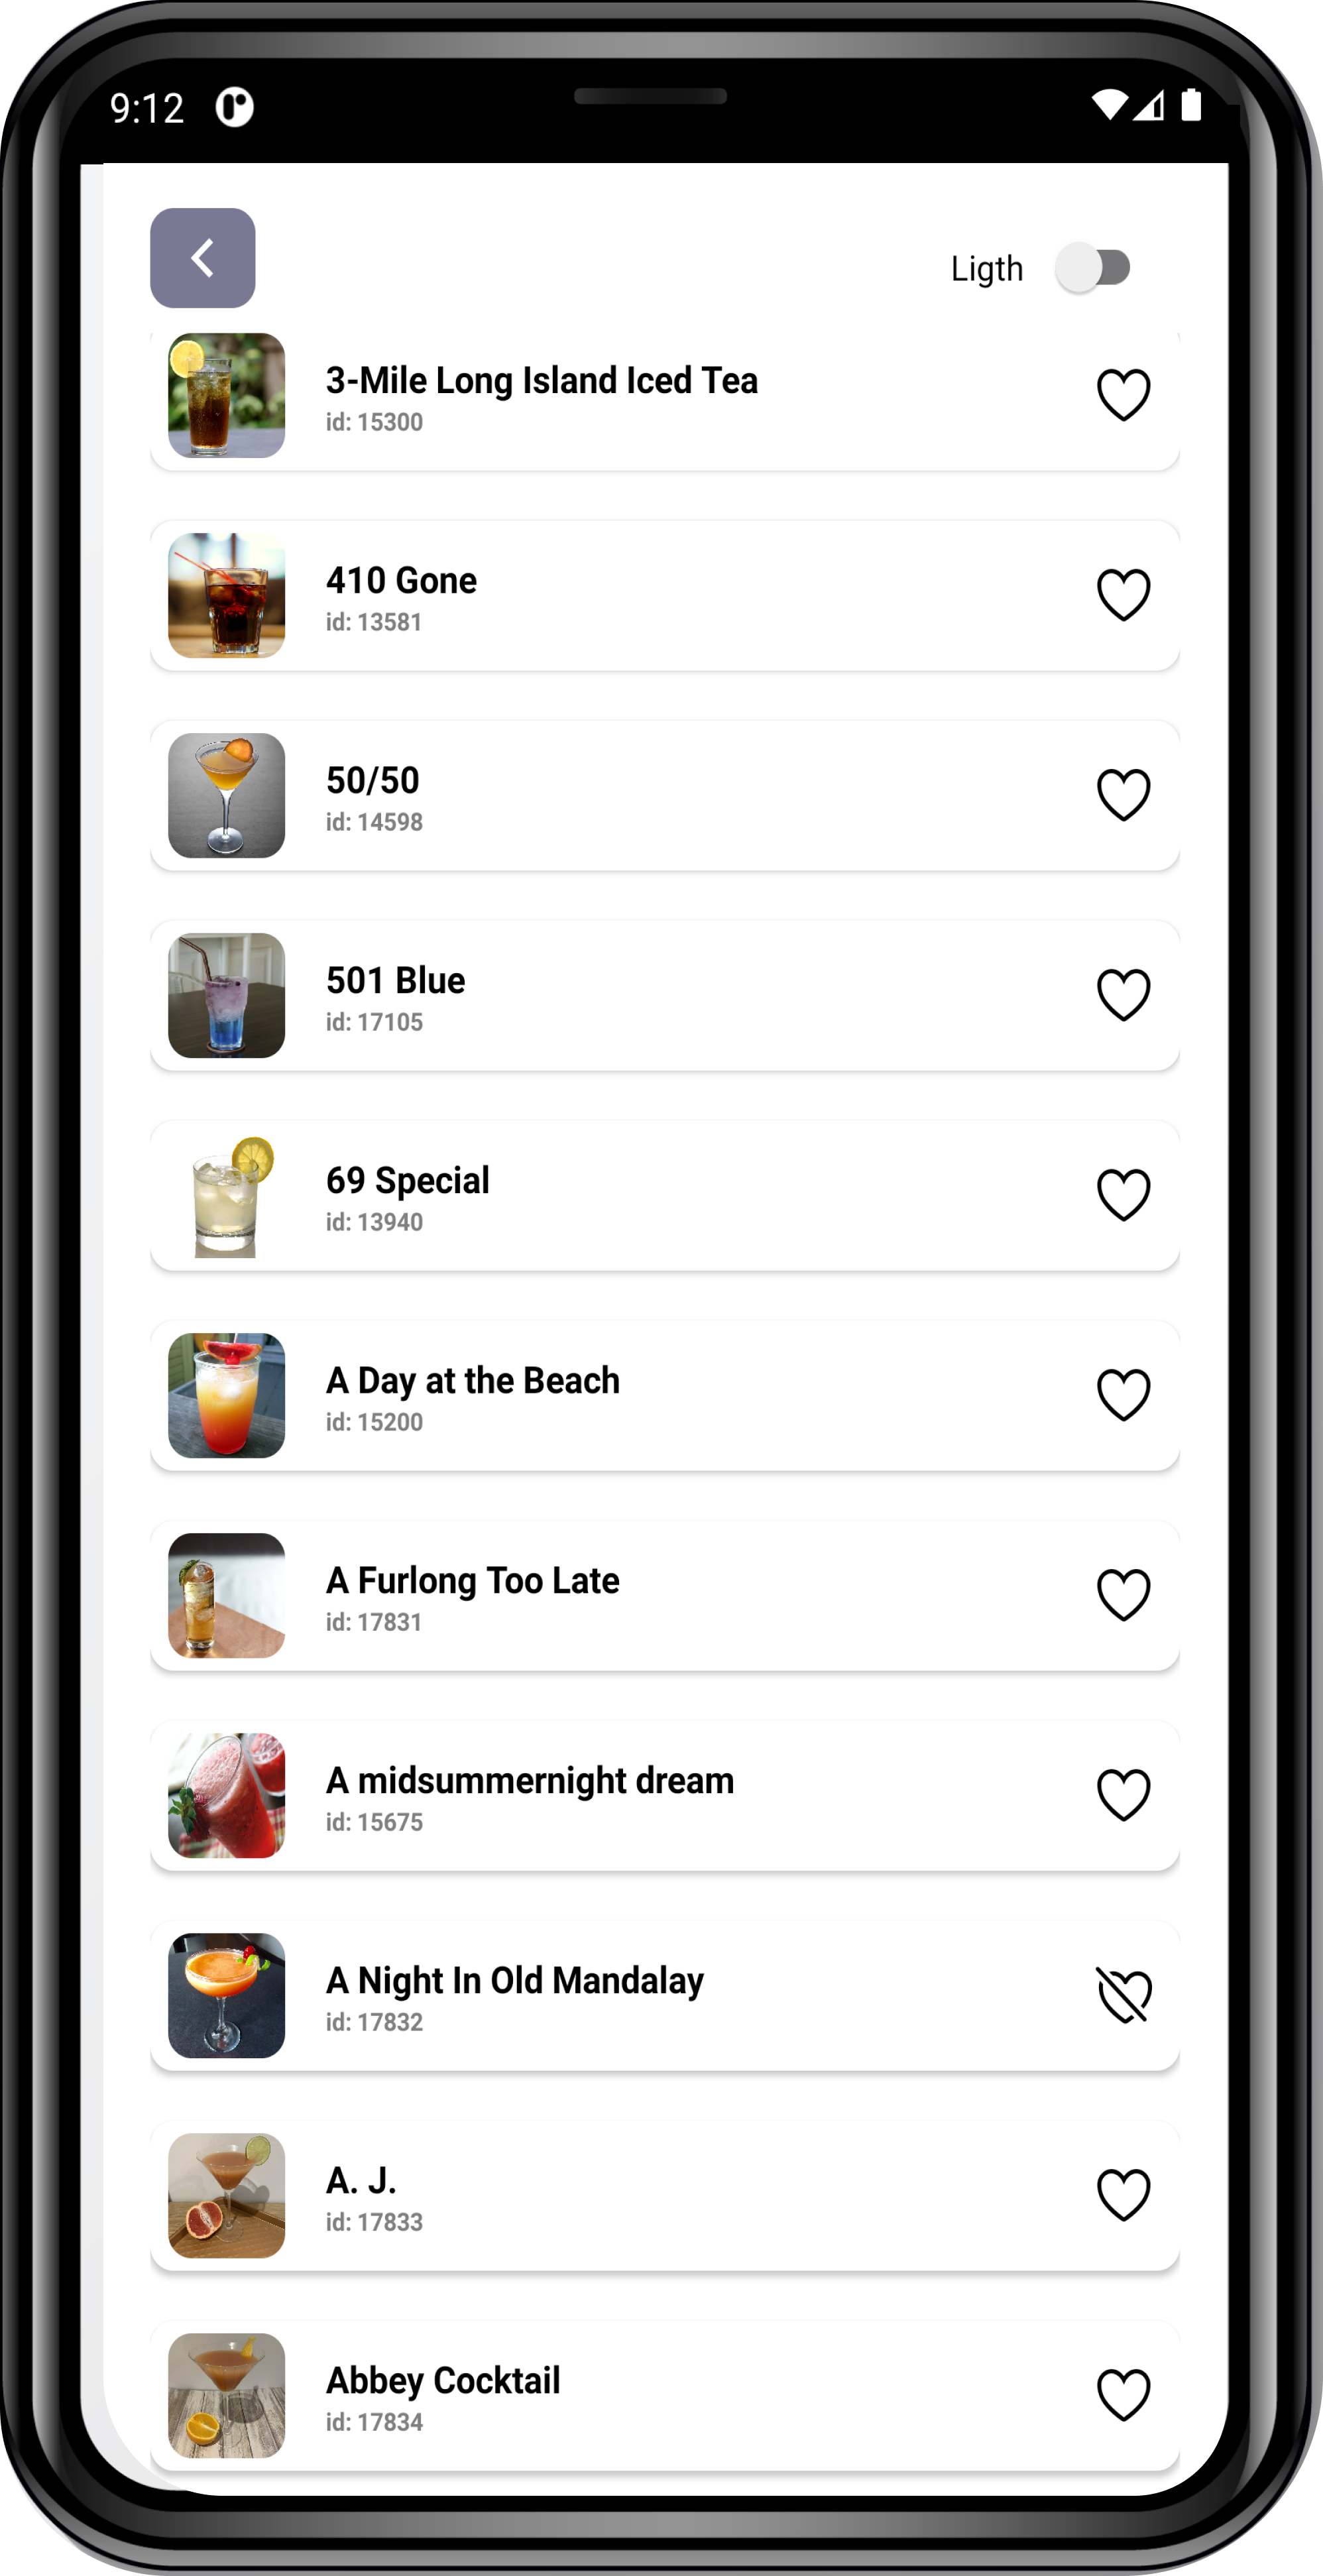 9:12
Ligth
3-Mile Long Island Iced Tea
id: 15300
410 Gone
id: 13581
50/50
id: 14598
501 Blue
id: 17105
69 Special
id: 13940
A Day at the Beach
id: 15200
A Furlong Too Late
id: 17831
A midsummernight dream
id: 15675
A Night In Old Mandalay
id: 17832
A. J.
id: 17833
Abbey Cocktail
id: 17834